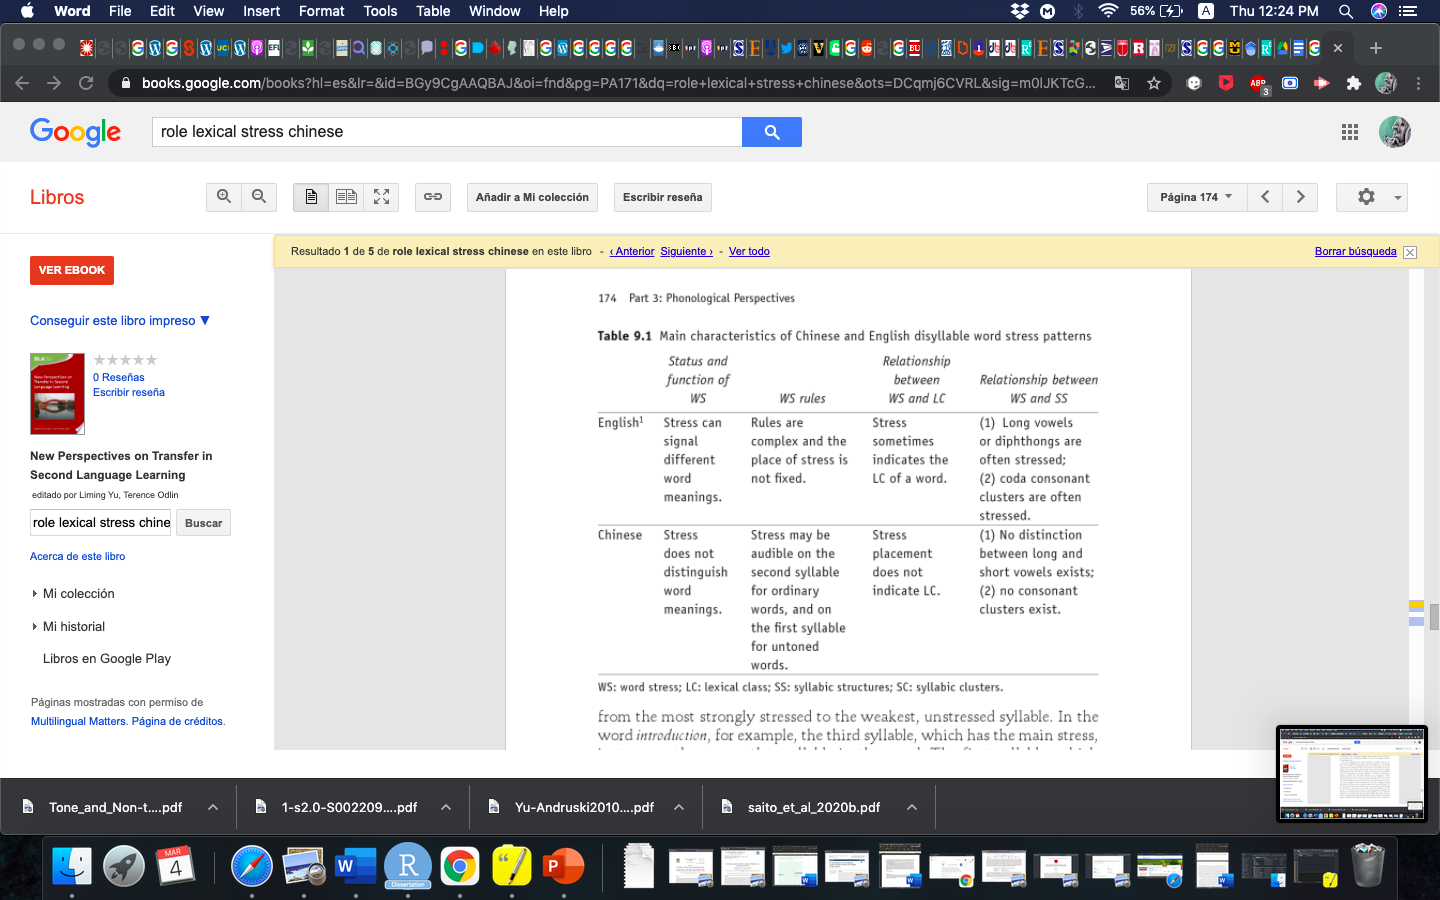 Word File Edit View Insert Format Tools Table Window Help 56% A Thu 12:24 PM
books.google.com/books?hl=es&lr=&id=BGy9CgAAQBAJ&oi=fnd&pg=PA171&dq=role+lexical+stress+chinese&ots=DCqmj6CVRL&sig=m0lJKTcG...
Google
role lexical stress chinese
Libros
Añadir a Mi colección
Escribir reseña
Página 174
Resultado 1 de 5 de role lexical stress chinese en este libro - ‹ Anterior Siguiente › - Ver todo
Borrar búsqueda
VER EBOOK
Conseguir este libro impreso ▼
0 Reseñas
Escribir reseña
New Perspectives on Transfer in
Second Language Learning
editado por Liming Yu, Terence Odlin
role lexical stress chine
Buscar
Acerca de este libro
Mi colección
Mi historial
Libros en Google Play
Páginas mostradas con permiso de
Multilingual Matters. Página de créditos.
174 Part 3: Phonological Perspectives
Table 9.1 Main characteristics of Chinese and English disyllable word stress patterns
Status and
function of
WS
WS rules
Relationship
between
WS and LC
Relationship between
WS and SS
English¹
Stress can
signal
different
word
meanings.
Rules are
complex and the
place of stress is
not fixed.
Stress
sometimes
indicates the
LC of a word.
(1) Long vowels
or diphthongs are
often stressed;
(2) coda consonant
clusters are often
stressed.
Chinese
Stress
does not
distinguish
word
meanings.
Stress may be
audible on the
second syllable
for ordinary
words, and on
the first syllable
for untoned
words.
Stress
placement
does not
indicate LC.
(1) No distinction
between long and
short vowels exists;
(2) no consonant
clusters exist.
WS: word stress; LC: lexical class; SS: syllabic structures; SC: syllabic clusters.
from the most strongly stressed to the weakest, unstressed syllable. In the
word introduction, for example, the third syllable, which has the main stress,
Tone_and_Non-t....pdf
1-s2.0-S002209....pdf
Yu-Andruski2010....pdf
saito_et_al_2020b.pdf
MAR
4
W
R
Dissertation
P